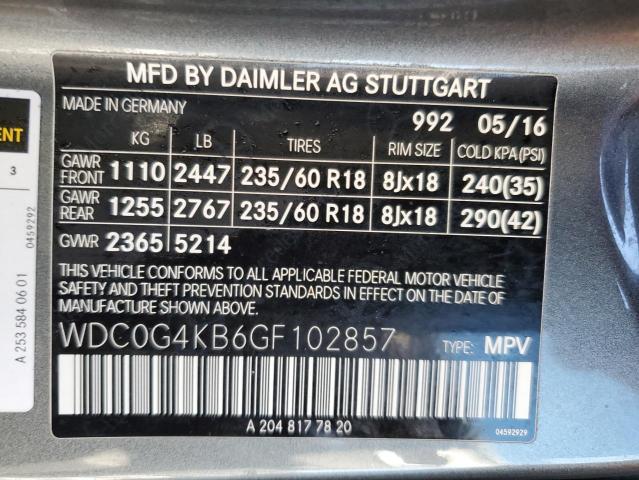 MFD BY DAIMLER AG STUTTGART
MADE IN GERMANY
992 05/16
KG LB TIRES RIM SIZE COLD KPA(PSI)
GAWR FRONT 1110 2447 235/60 R18 8Jx18 240(35)
GAWR REAR 1255 2767 235/60 R18 8Jx18 290(42)
GVWR 2365 5214
THIS VEHICLE CONFORMS TO ALL APPLICABLE FEDERAL MOTOR VEHICLE
SAFETY AND THEFT PREVENTION STANDARDS IN EFFECT ON THE DATE
OF MANUFACTURE SHOWN ABOVE.
WDC0G4KB6GF102857 TYPE: MPV
A 204 817 78 20
04592929
3
0459292
A 253 584 06 01